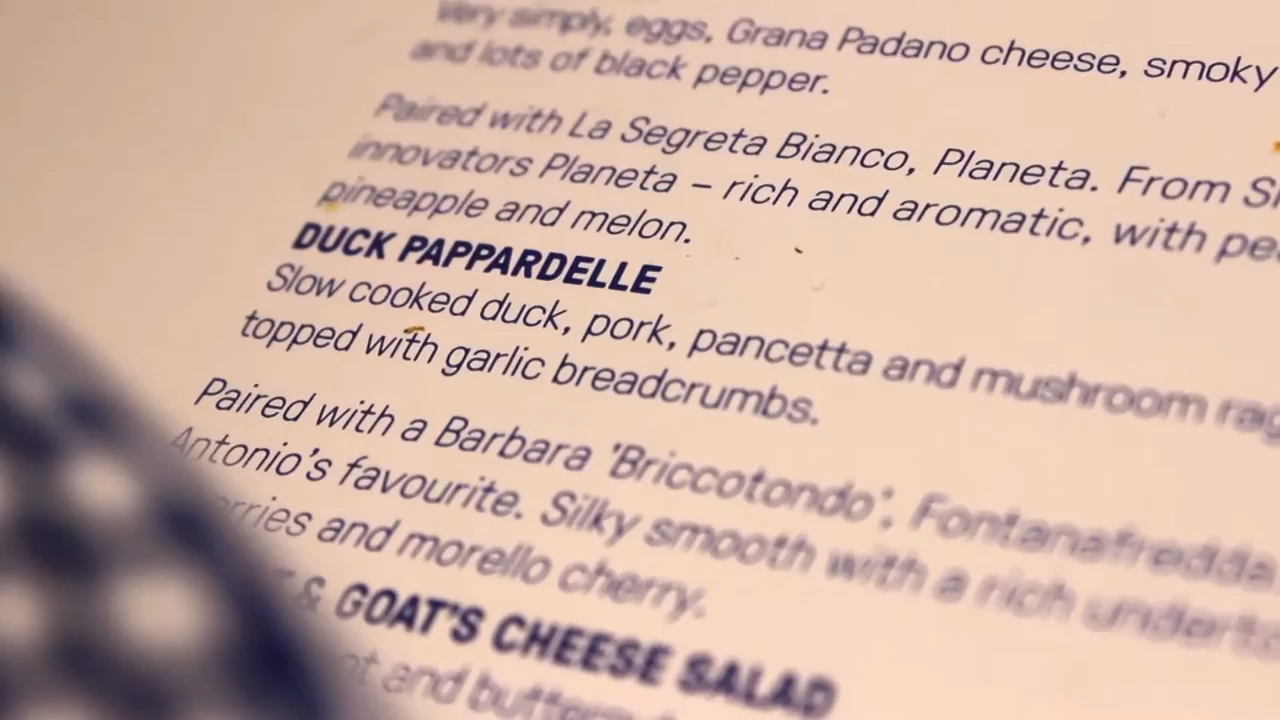 Very simply, eggs, Grana Padano cheese, smoky
and lots of black pepper.
Paired with La Segreta Bianco, Planeta. From
innovators Planeta – rich and aromatic, with
pineapple and melon.
DUCK PAPPARDELLE
Slow cooked duck, pork, pancetta and mushroom
topped with garlic breadcrumbs.
Paired with a Barbara 'Briccotondo', Fontanafredda.
Antonio's favourite. Silky smooth with a rich
and morello cherry.
& GOAT'S CHEESE SALAD
and